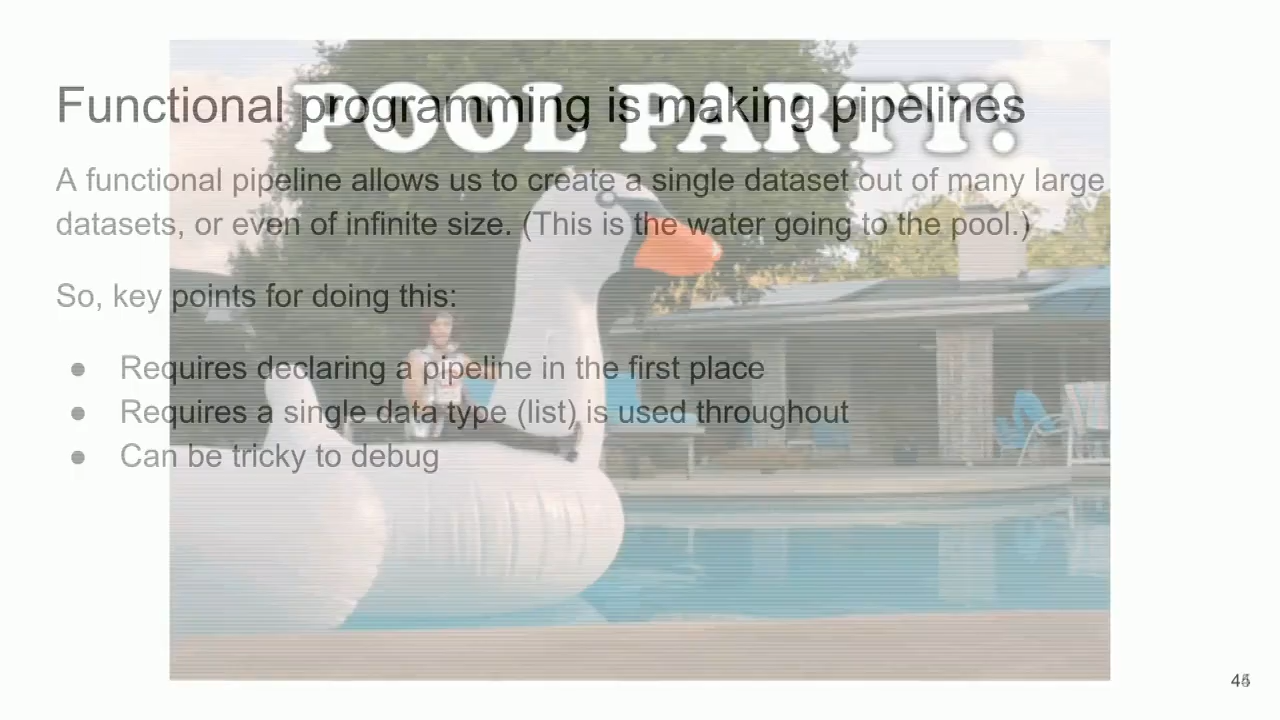 POOL PARTY!
Functional programming is making pipelines
A functional pipeline allows us to create a single dataset out of many large
datasets, or even of infinite size. (This is the water going to the pool.)
So, key points for doing this:
● Requires declaring a pipeline in the first place
● Requires a single data type (list) is used throughout
● Can be tricky to debug